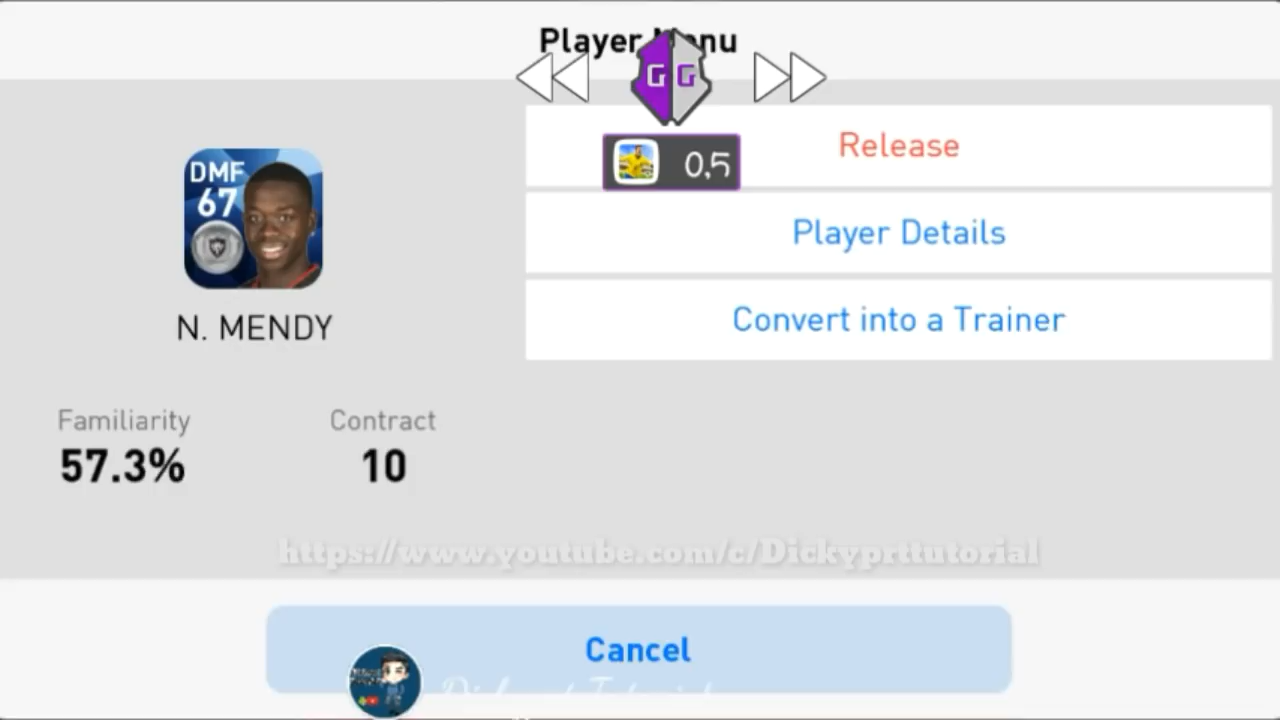 Player Menu
G G
0,5
Release
DMF
67
Player Details
N. MENDY
Convert into a Trainer
Familiarity
Contract
57.3%
10
https://www.youtube.com/c/Dickyprttutorial
Cancel